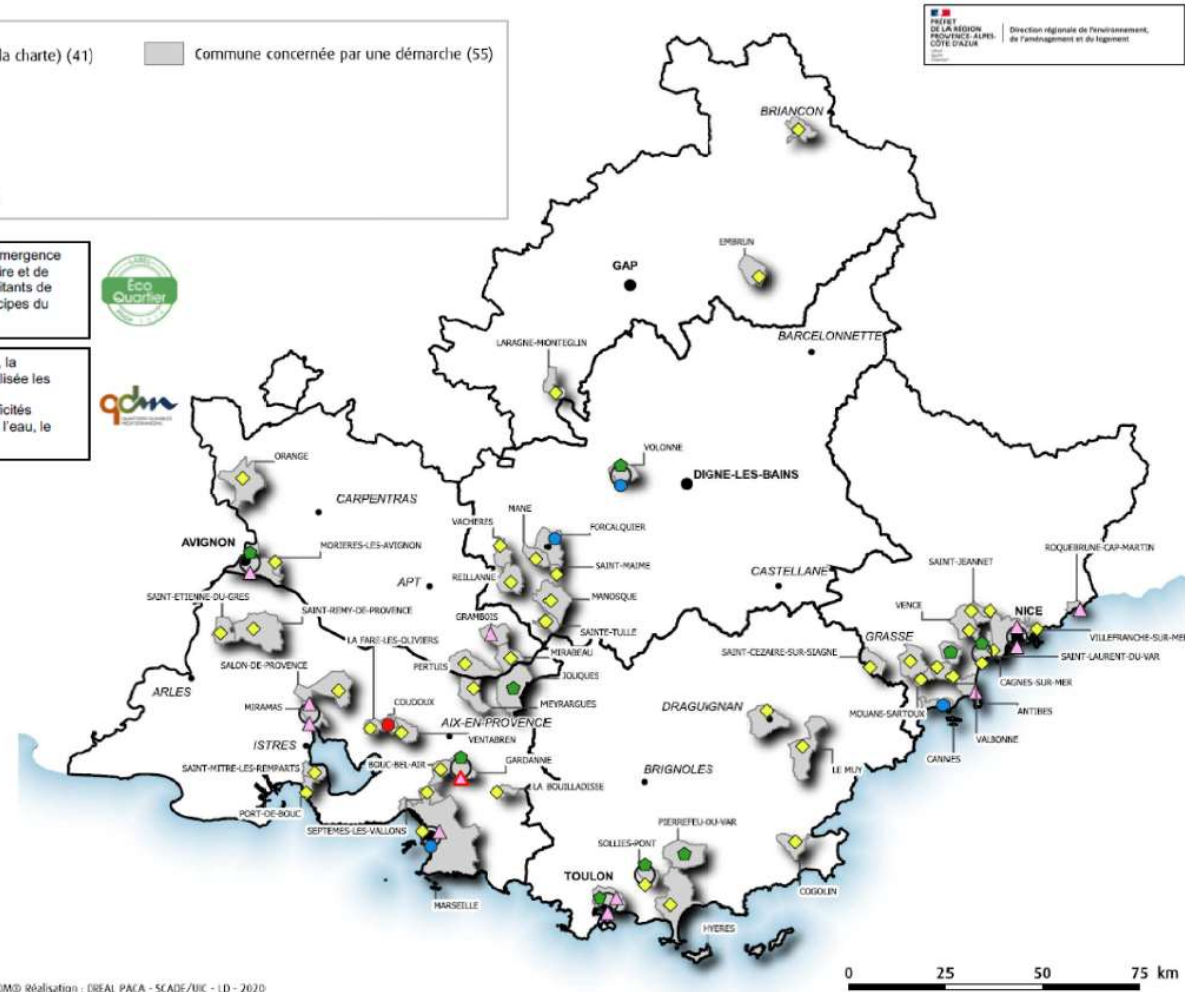 la charte) (41)
Commune concernée par une démarche (55)
PRÉFET
DE LA RÉGION
PROVENCE-ALPES-
CÔTE D'AZUR
Direction régionale de l'environnement,
de l'aménagement et du logement
mergence
ire et de
itants de
cipes du
LABEL
Éco
Quartier
, la
lisée les
icités
l'eau, le
qdm
BRIANCON
EMBRUN
GAP
LARAGNE-MONTEGLIN
BARCELONNETTE
ORANGE
VOLONNE
DIGNE-LES-BAINS
CARPENTRAS
MANE
VACHERES
FORCALQUIER
AVIGNON
MORIERES-LES-AVIGNON
SAINT-MAIME
ROQUEBRUNE-CAP-MARTIN
SAINT-JEANNET
APT
REILLANNE
CASTELLANE
MANOSQUE
SAINT-ETIENNE-DU-GRES
SAINT-REMY-DE-PROVENCE
GRAMBOIS
VENCE
NICE
SAINTE-TULLE
LA FARE-LES-OLIVIERS
GRASSE
VILLEFRANCHE-SUR-MER
SALON-DE-PROVENCE
PERTUIS
MIRABEAU
SAINT-CEZAIRE-SUR-SIAGNE
SAINT-LAURENT-DU-VAR
JOUQUES
CAGNES-SUR-MER
ARLES
MIRAMAS
COUDOUX
MEYRARGUES
DRAGUIGNAN
MOUANS-SARTOUX
ANTIBES
AIX-EN-PROVENCE
VENTABREN
VALBONNE
ISTRES
CANNES
SAINT-MITRE-LES-REMPARTS
BOUC-BEL-AIR
GARDANNE
BRIGNOLES
LE MUY
LA BOUILLADISSE
PORT-DE-BOUC
SEPTEMES-LES-VALLONS
PIERREFEU-DU-VAR
SOLLIES-PONT
TOULON
COGOLIN
MARSEILLE
HYERES
0 25 50 75 km
DM® Réalisation : DREAL PACA - SCADE/UIC - LD - 2020